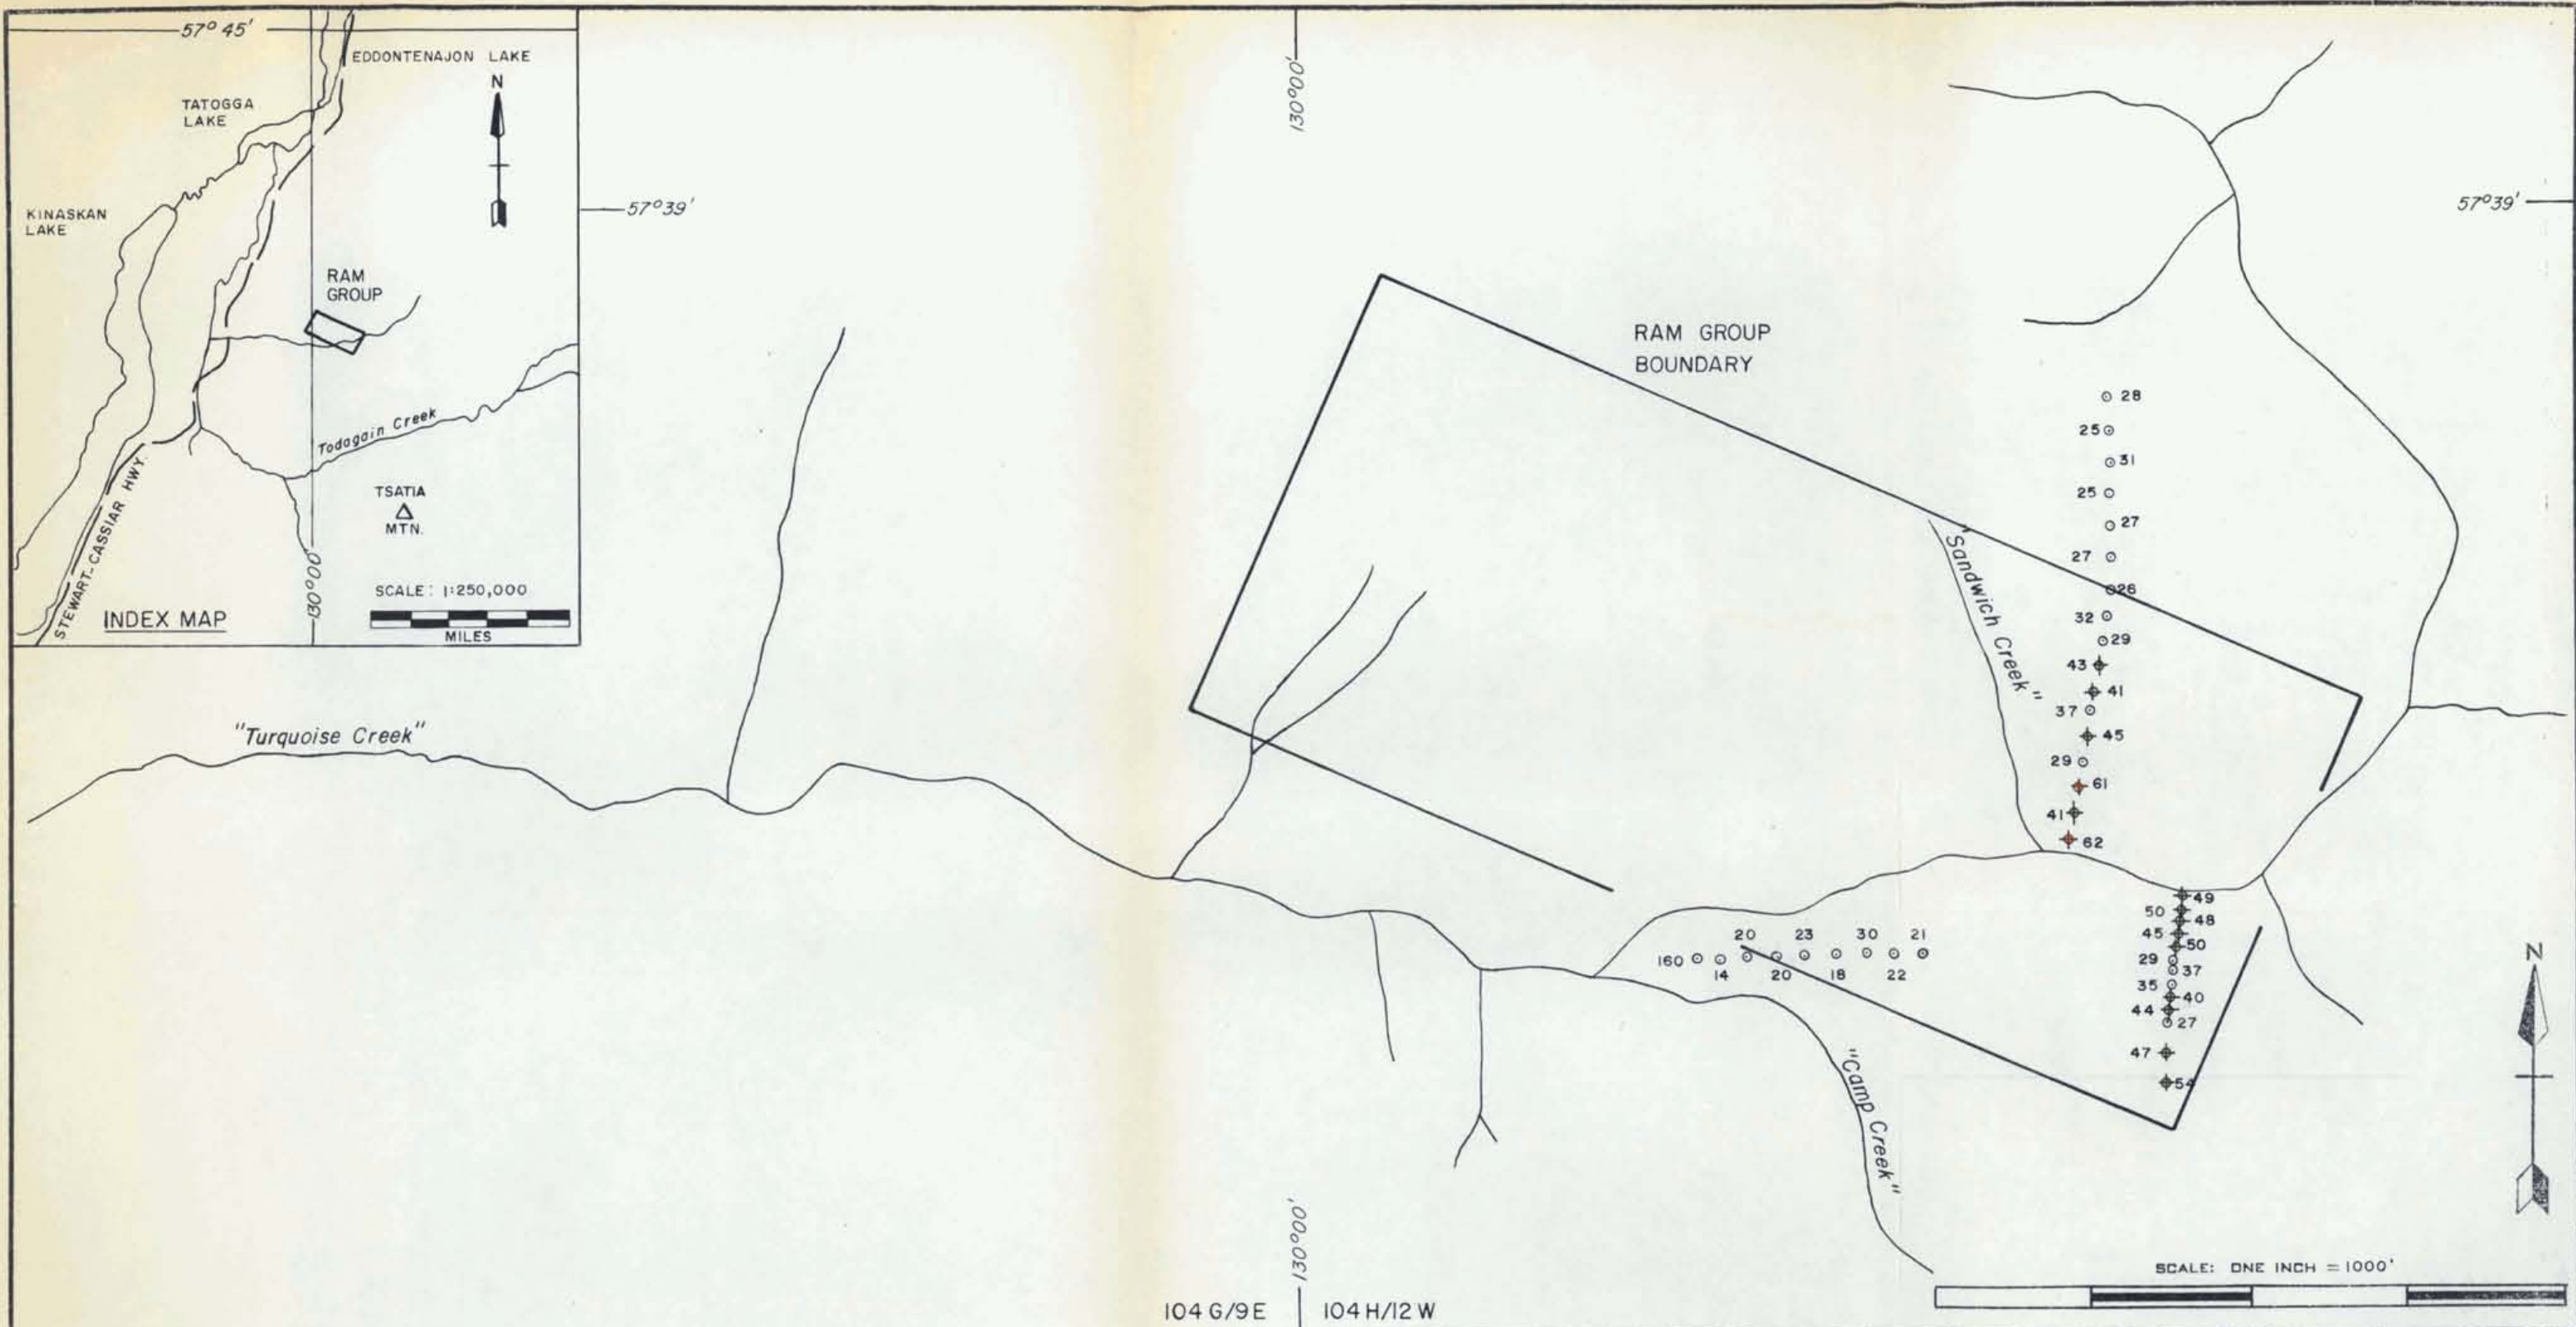 57° 45'
EDDONTENAJON LAKE
N
TATOGGA
LAKE
KINASKAN
LAKE
RAM
GROUP
Todagain Creek
TSATIA
MTN.
STEWART-CASSIAR HWY.
130°00'
SCALE: 1:250,000
MILES
INDEX MAP
130°00'
57°39'
57°39'
RAM GROUP
BOUNDARY
28
25
31
25
27
27
26
32
29
43
41
37
45
29
61
41
62
"Sandwich Creek"
"Turquoise Creek"
49
50
48
45
50
29
37
35
40
44
27
47
54
20 23 30 21
160
14 20 18 22
"Camp Creek"
N
130°00'
SCALE: ONE INCH = 1000'
104 G/9 E
104 H/12 W